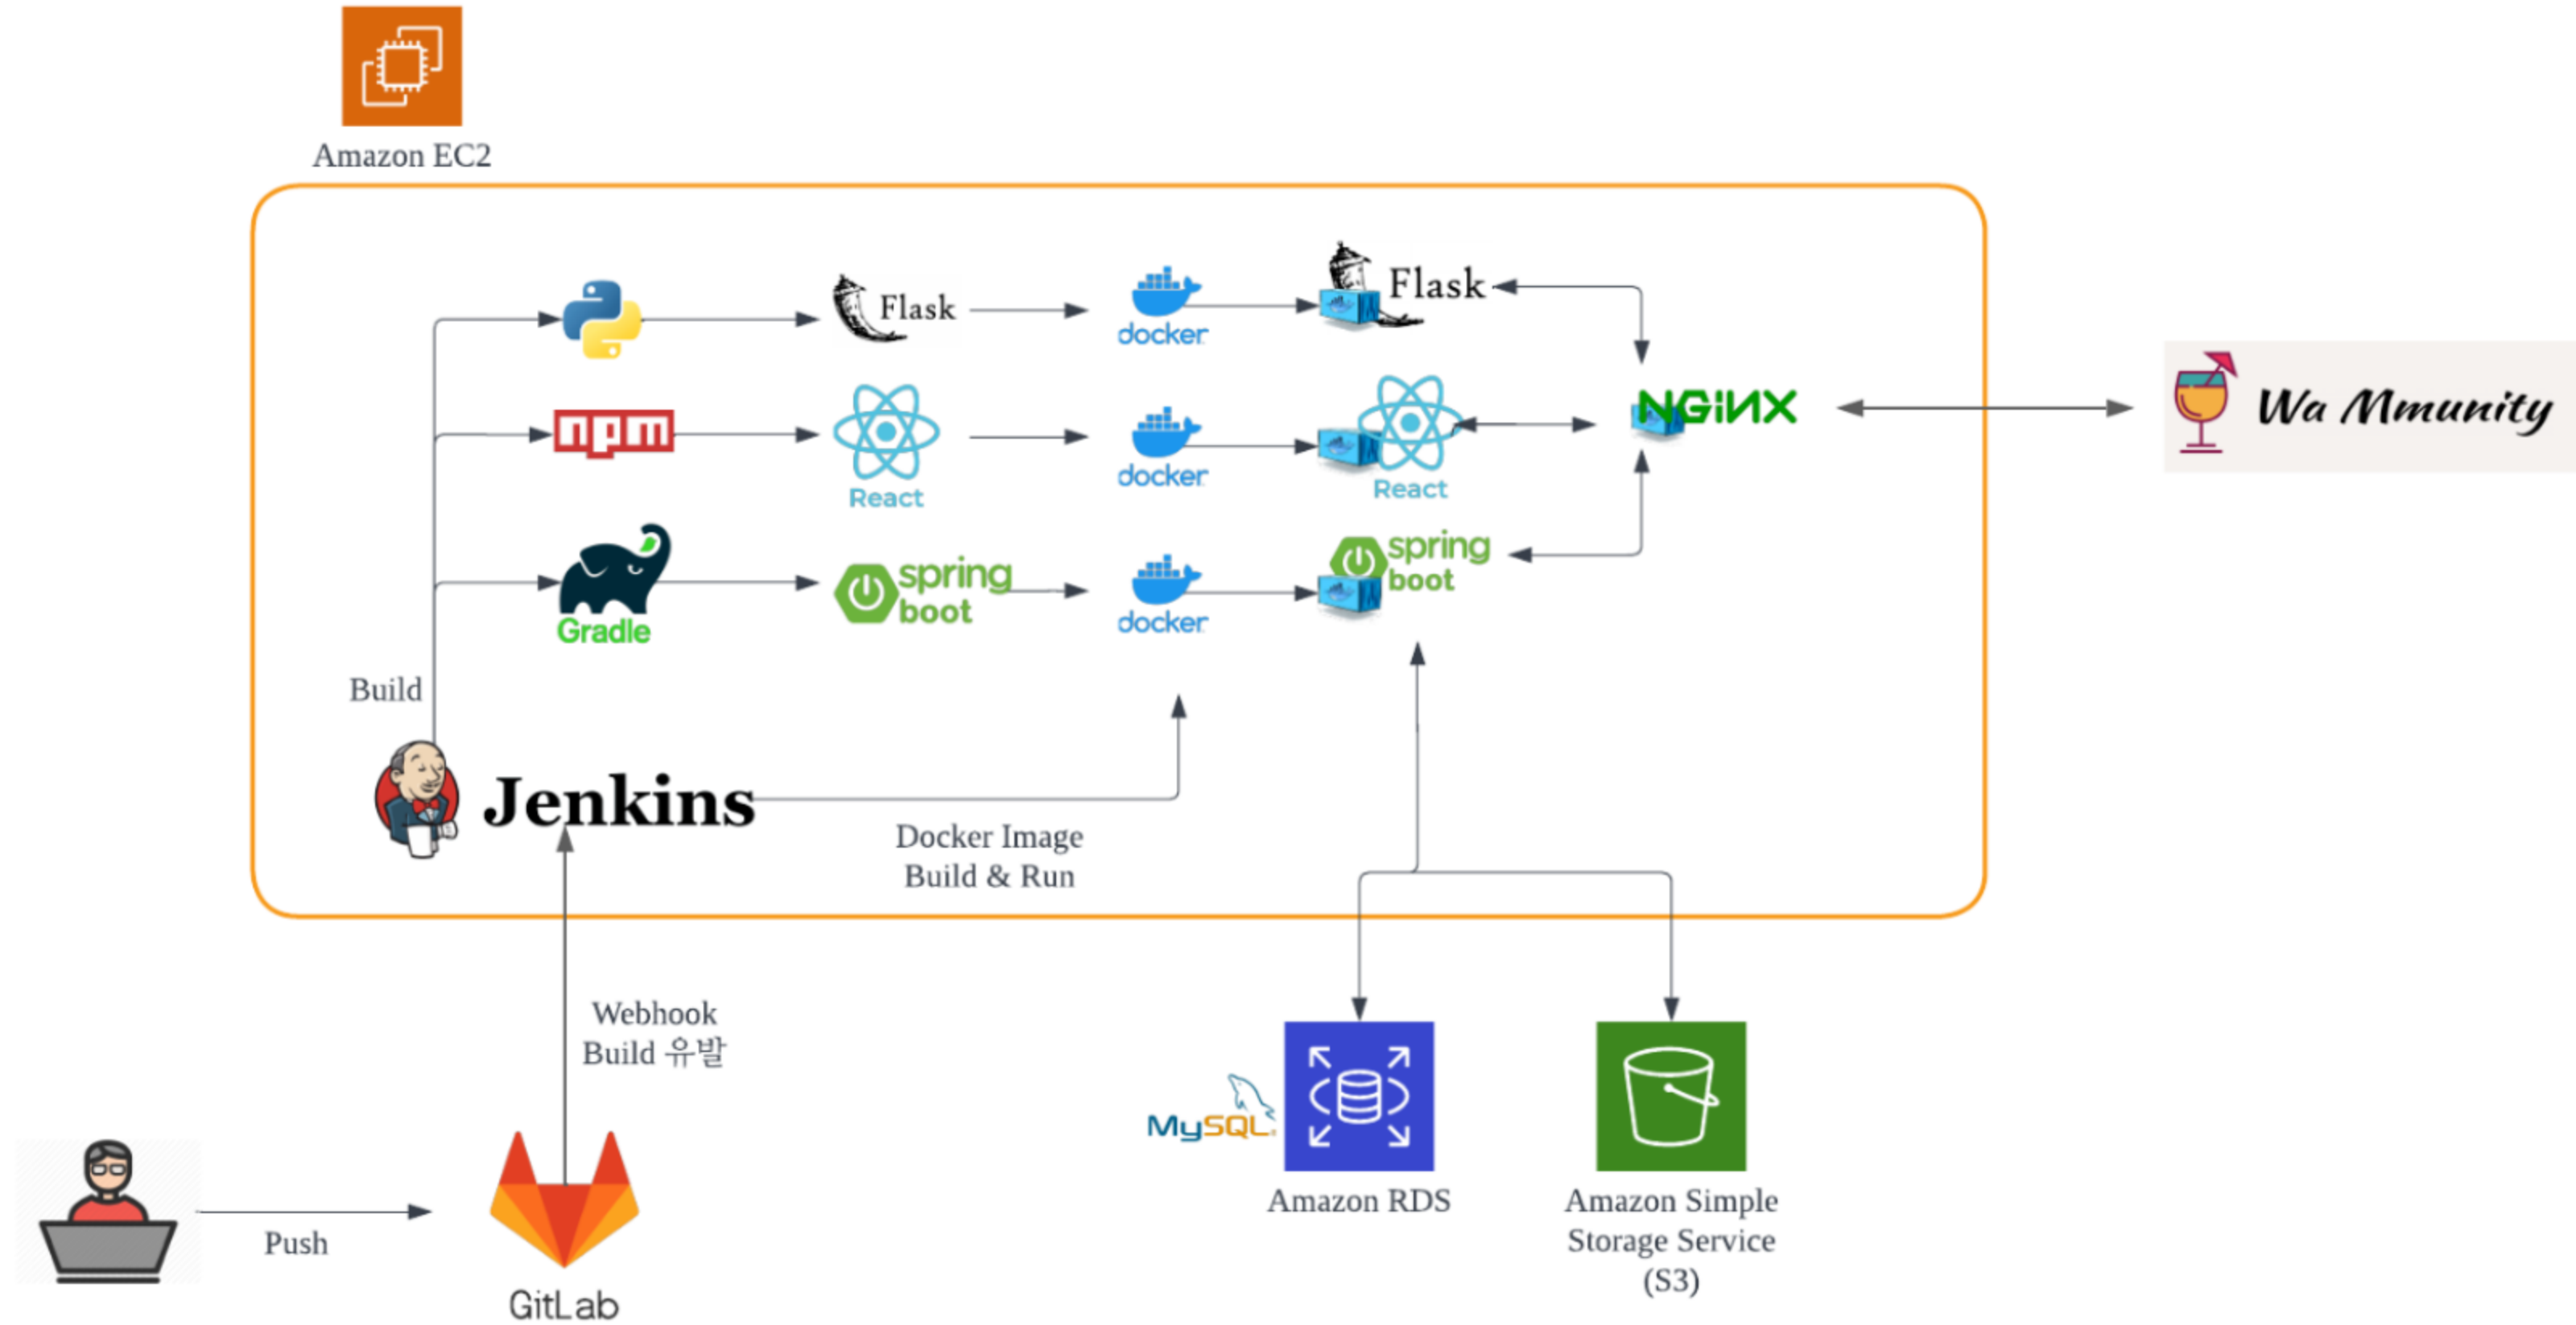 Amazon EC2
Flask
docker
Flask
NGiNX
Wa Mmunity
npm
React
docker
React
Gradle
spring
boot
docker
spring
boot
Build
Jenkins
Docker Image
Build & Run
Webhook
Build 유발
Push
GitLab
MySQL
Amazon RDS
Amazon Simple
Storage Service
(S3)